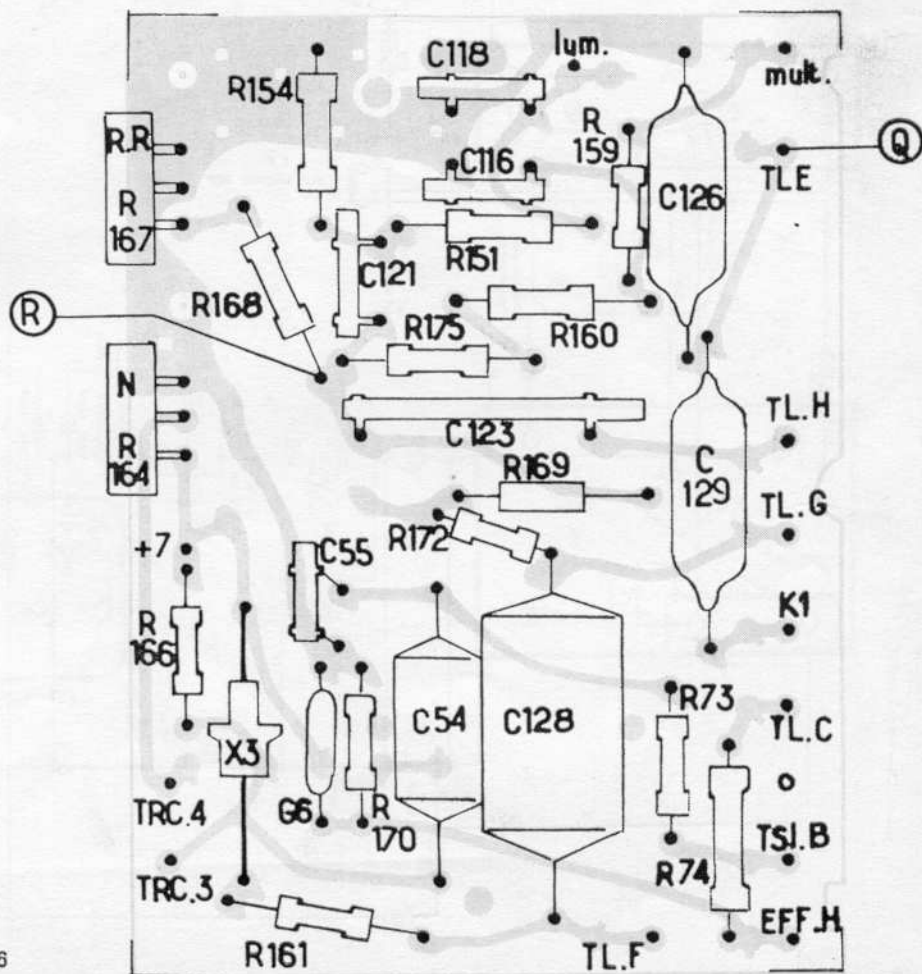 C118
lum.
mult.
R154
R.R
R
167
C116
R
159
C126
TLE
Q
R151
C121
R168
R175
R160
R
N
R
164
C123
TL.H
R169
C
129
TL.G
R172
+7
C55
K1
R
166
R73
C54
C128
X3
TL.C
TRC.4
G6
R
170
TS1.B
TRC.3
R74
EFF.H
R161
TL.F
6